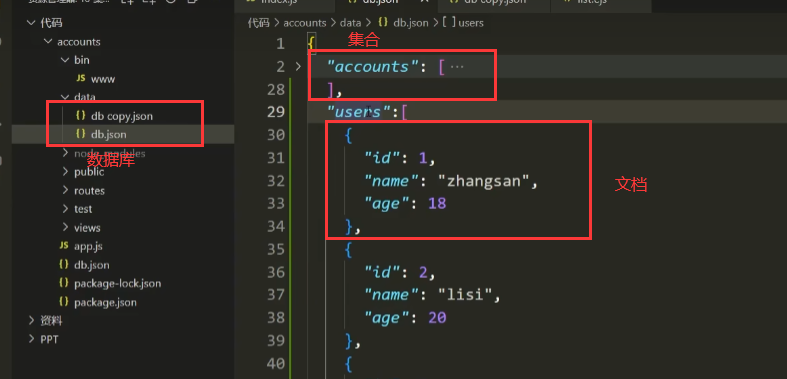 index.js db.json db copy.json list.ejs
代码 > accounts > data > db.json > users
代码
accounts
bin
www
data
db copy.json
db.json
数据库
node_modules
public
routes
test
views
app.js
db.json
package-lock.json
package.json
资料
PPT
集合
1 {
2 "accounts": [ ⋯
28 ],
29 "users":[
30 {
31 "id": 1,
32 "name": "zhangsan",
33 "age": 18
34 },
文档
35 {
36 "id": 2,
37 "name": "lisi",
38 "age": 20
39 },
40 {